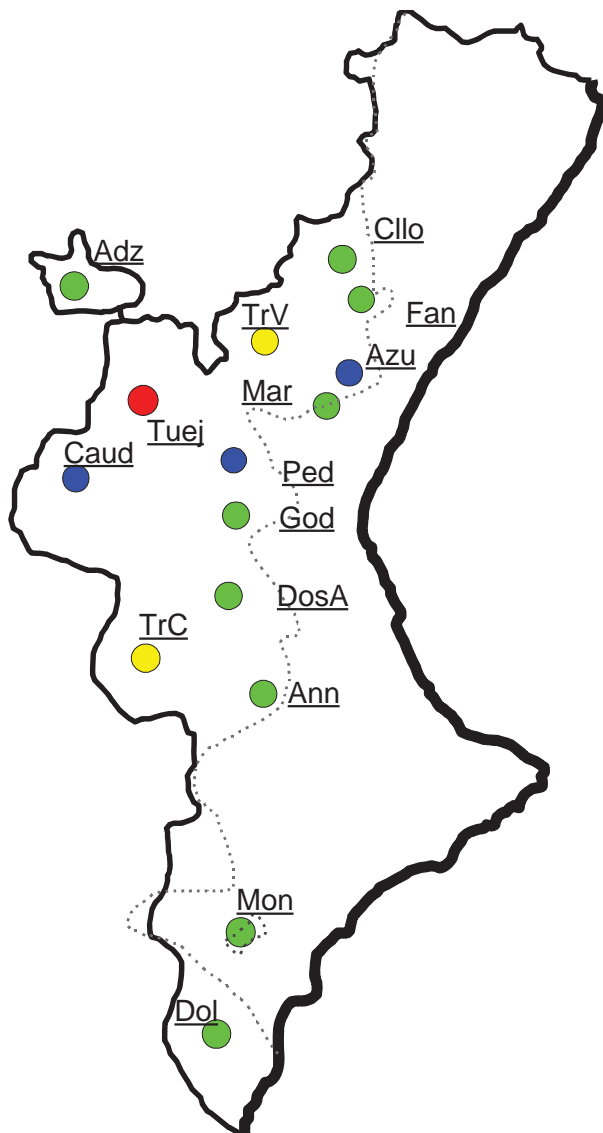 Cllo
Adz
Fan
TrV
Azu
Mar
Tuej
Caud
Ped
God
DosA
TrC
Ann
Mon
Dol